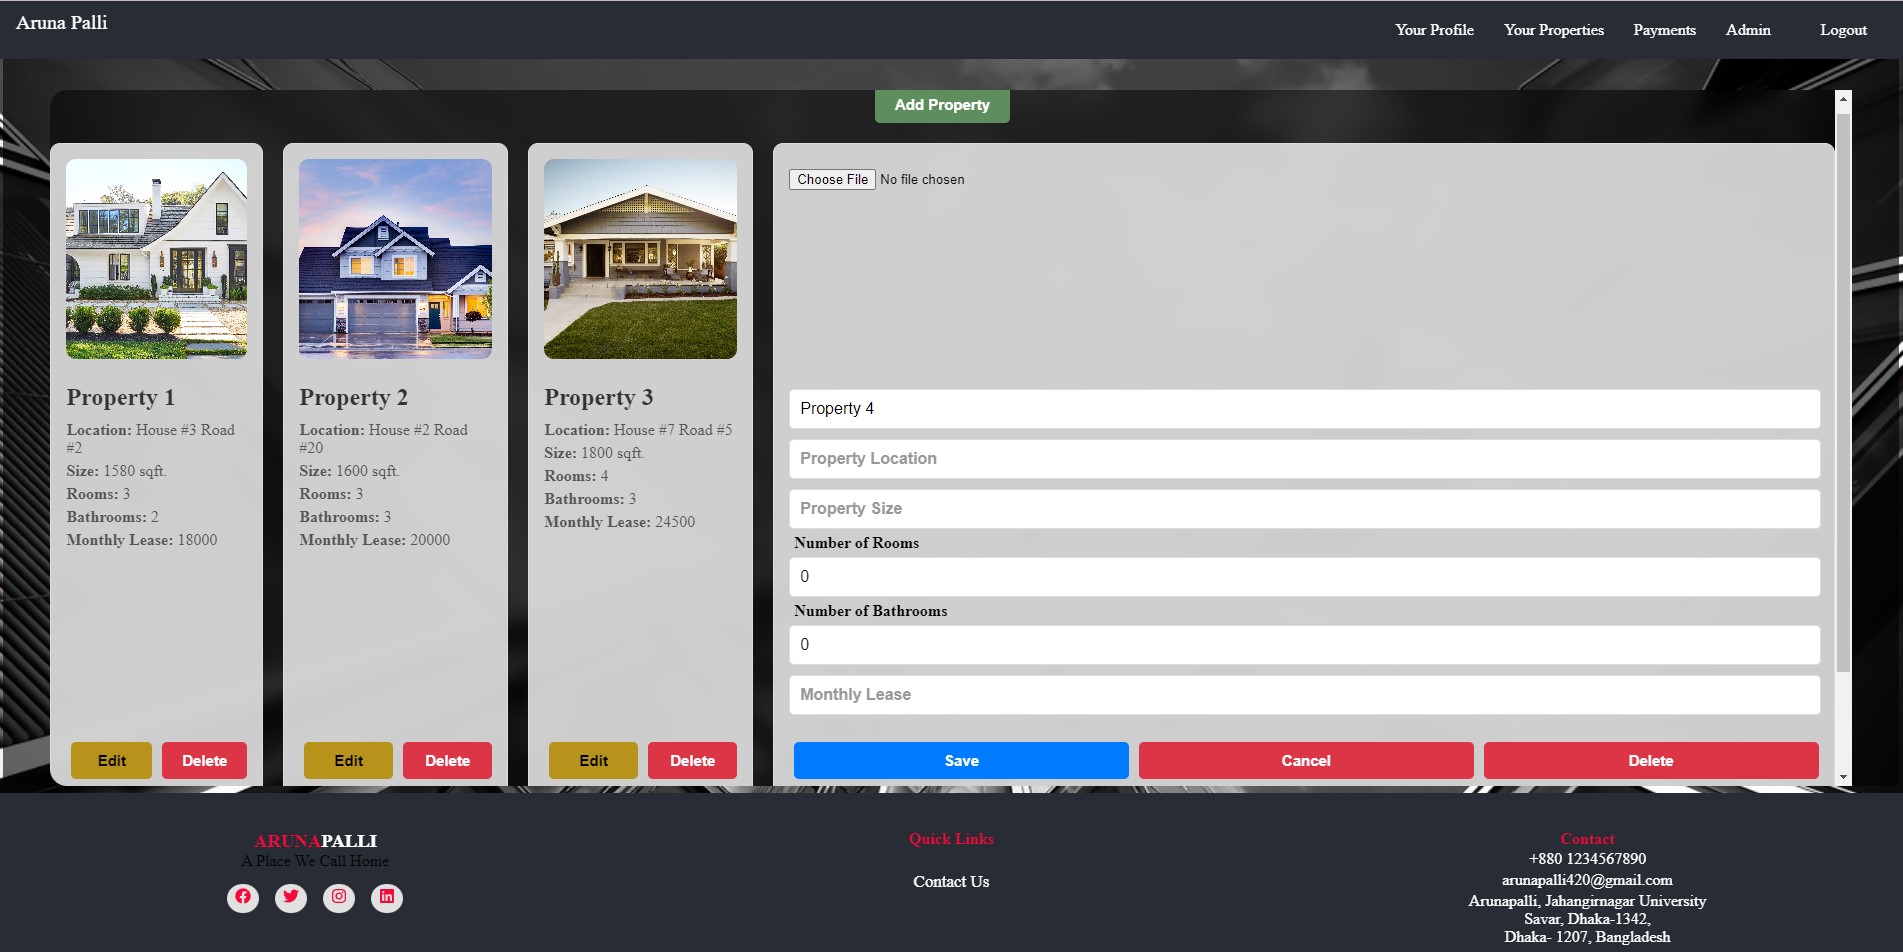 Aruna Palli
Your Profile
Your Properties
Payments
Admin
Logout
Add Property
Property 1
Location: House #3 Road
#2
Size: 1580 sqft.
Rooms: 3
Bathrooms: 2
Monthly Lease: 18000
Edit
Delete
Property 2
Location: House #2 Road
#20
Size: 1600 sqft.
Rooms: 3
Bathrooms: 3
Monthly Lease: 20000
Edit
Delete
Property 3
Location: House #7 Road #5
Size: 1800 sqft.
Rooms: 4
Bathrooms: 3
Monthly Lease: 24500
Edit
Delete
Choose File No file chosen
Property 4
Property Location
Property Size
Number of Rooms
0
Number of Bathrooms
0
Monthly Lease
Save
Cancel
Delete
ARUNAPALLI
A Place We Call Home
Quick Links
Contact Us
Contact
+880 1234567890
arunapalli420@gmail.com
Arunapalli, Jahangirnagar University
Savar, Dhaka-1342,
Dhaka- 1207, Bangladesh